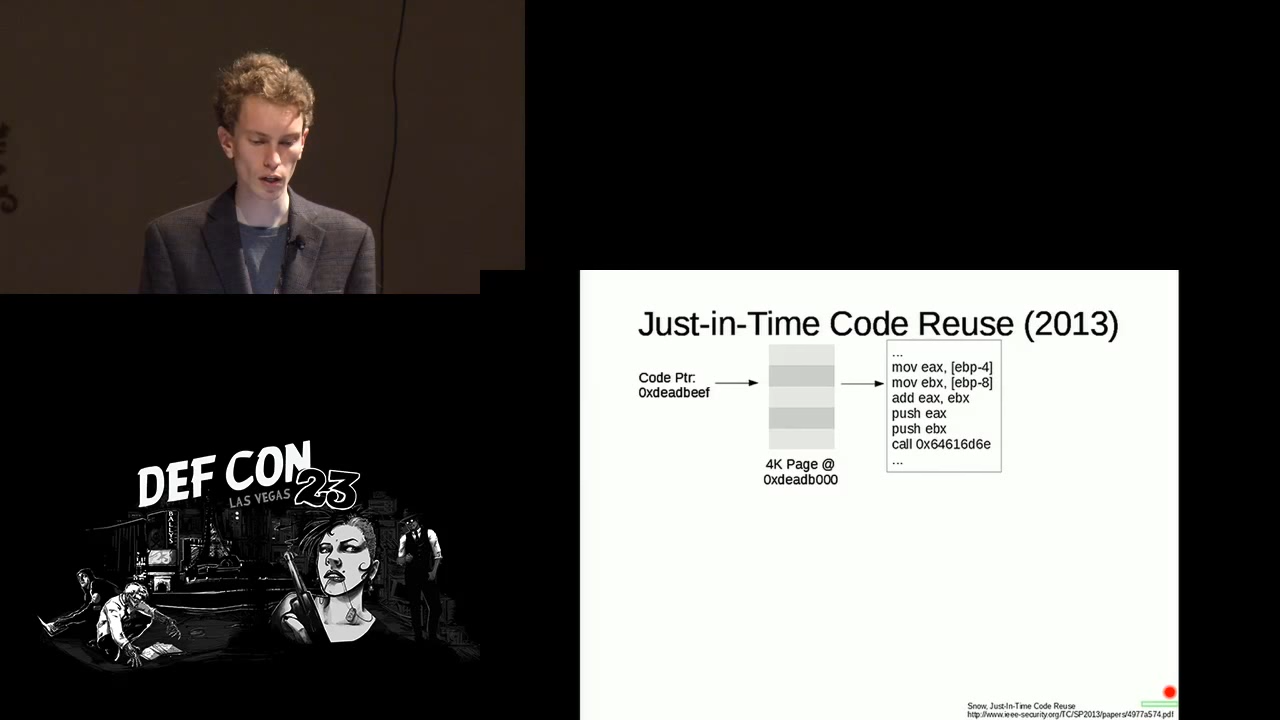 Just-in-Time Code Reuse (2013)
Code Ptr:
0xdeadbeef
4K Page @
0xdeadb000
...
mov eax, [ebp-4]
mov ebx, [ebp-8]
add eax, ebx
push eax
push ebx
call 0x64616d6e
...
DEF CON
LAS VEGAS 23
BALLY'S
Snow, Just-In-Time Code Reuse
http://www.ieee-security.org/TC/SP2013/papers/4977a574.pdf